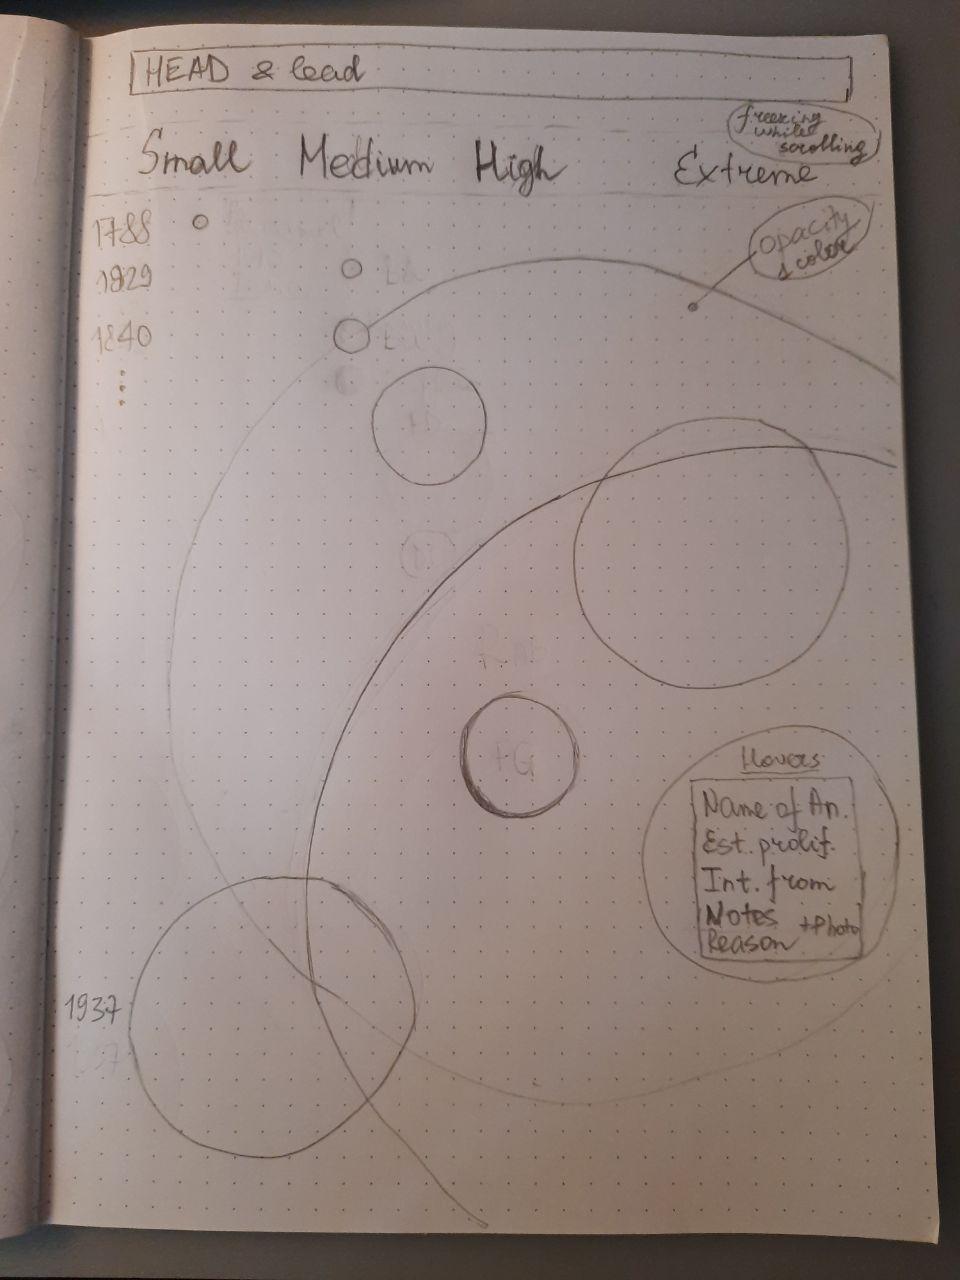 HEAD & lead
freezing
while
scrolling
Small Medium High Extreme
1788
opacity
& color
1829
1840
+G
Hovers
Name of An.
Est. prolif.
Int. from
Notes
+Photo
Reason
1937